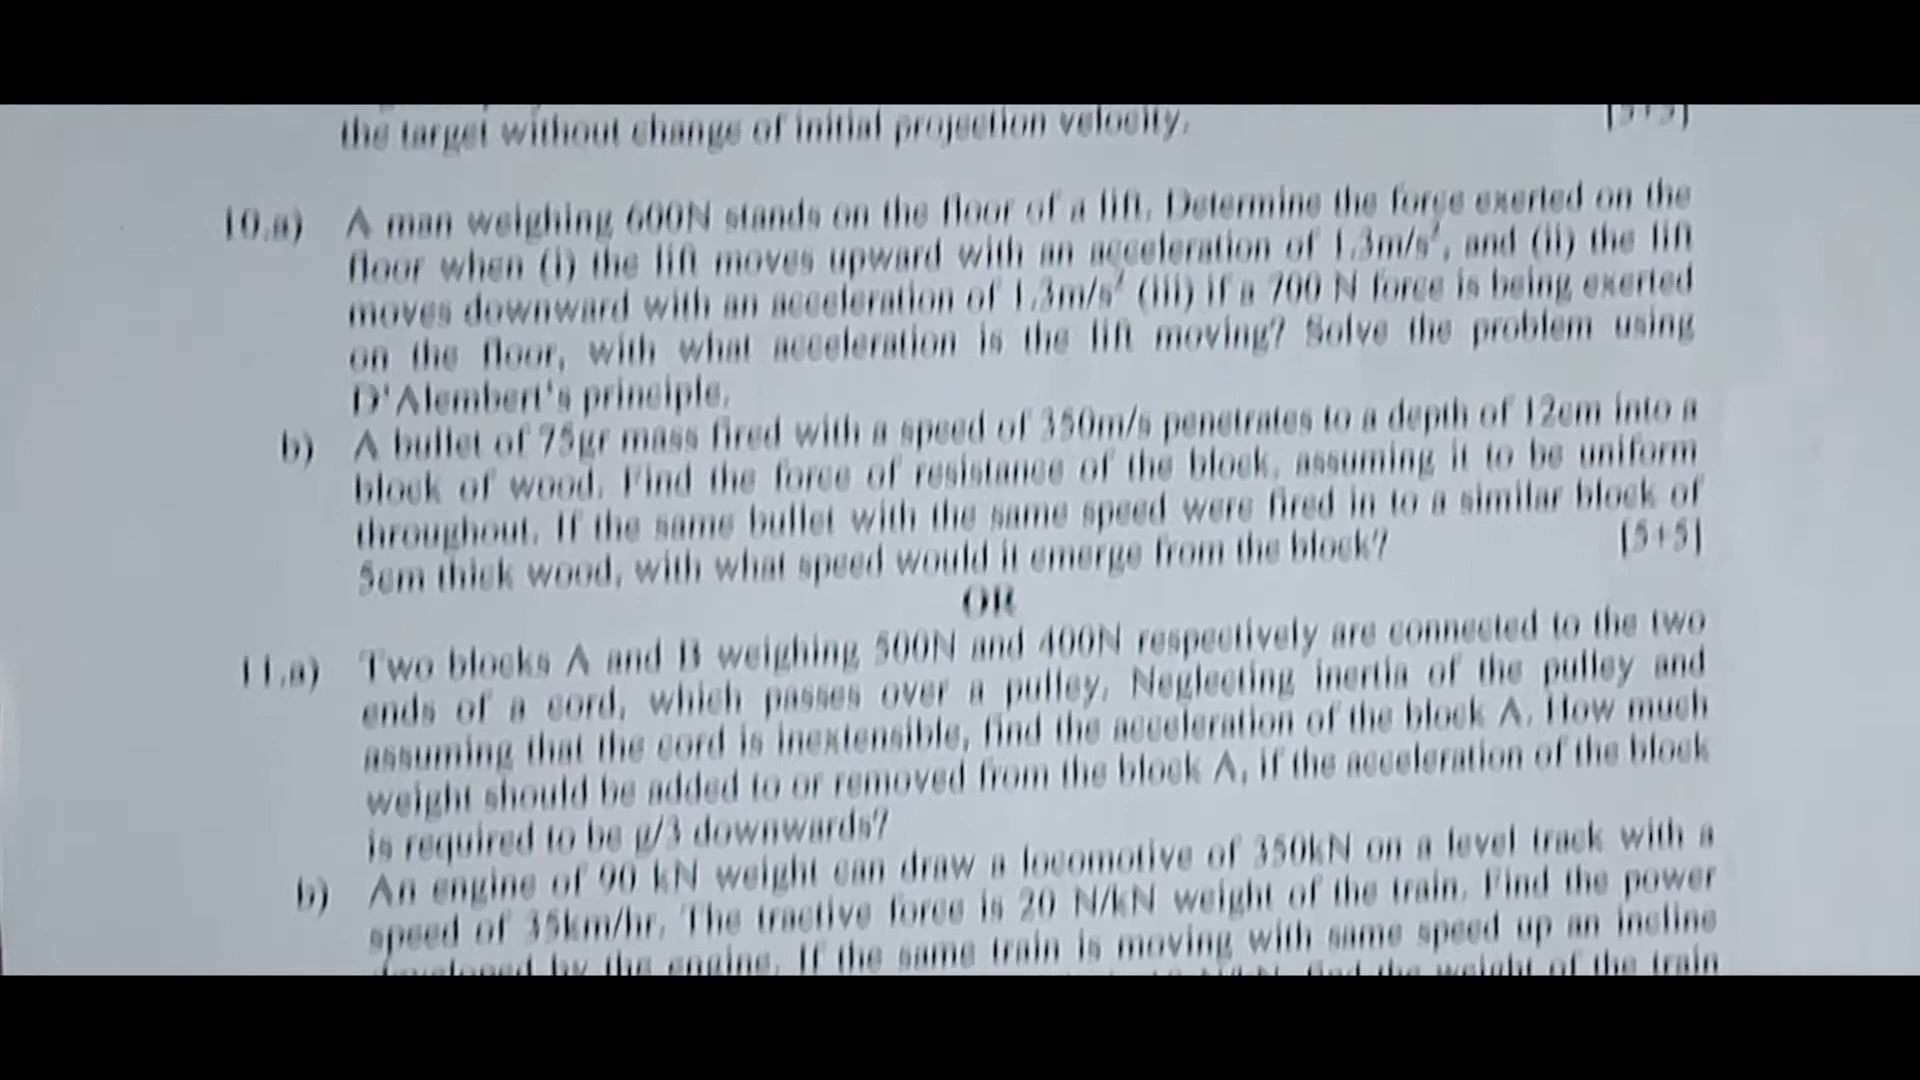 the target without change of initial projection velocity. [5+5]
10.a) A man weighing 600N stands on the floor of a lift. Determine the force exerted on the
floor when (i) the lift moves upward with an acceleration of 1.3m/s², and (ii) the lift
moves downward with an acceleration of 1.3m/s² (iii) if a 700 N force is being exerted
on the floor, with what acceleration is the lift moving? Solve the problem using
D'Alembert's principle.
b) A bullet of 75gr mass fired with a speed of 350m/s penetrates to a depth of 12cm into a
block of wood. Find the force of resistance of the block, assuming it to be uniform
throughout. If the same bullet with the same speed were fired in to a similar block of
5cm thick wood, with what speed would it emerge from the block? [5+5]
OR
11.a) Two blocks A and B weighing 500N and 400N respectively are connected to the two
ends of a cord, which passes over a pulley. Neglecting inertia of the pulley and
assuming that the cord is inextensible, find the acceleration of the block A. How much
weight should be added to or removed from the block A, if the acceleration of the block
is required to be g/3 downwards?
b) An engine of 90 kN weight can draw a locomotive of 350kN on a level track with a
speed of 35km/hr. The tractive force is 20 N/kN weight of the train. Find the power
developed by the engine. If the same train is moving with same speed up an incline
find the weight of the train